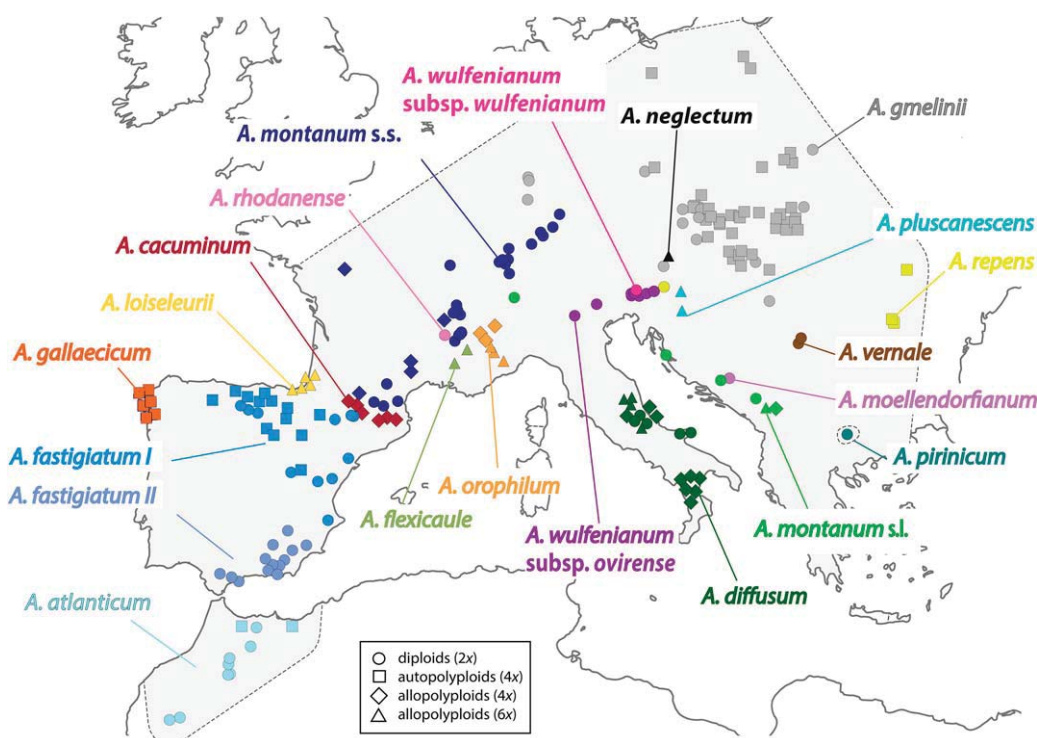 A. wulfenianum
subsp. wulfenianum
A. neglectum
A. gmelinii
A. montanum s.s.
A. rhodanense
A. pluscanescens
A. cacuminum
A. repens
A. loiseleurii
A. gallaecicum
A. vernale
A. moellendorfianum
A. fastigiatum I
A. pirinicum
A. orophilum
A. fastigiatum II
A. flexicaule
A. wulfenianum
subsp. ovirense
A. montanum s.l.
A. diffusum
A. atlanticum
diploids (2x)
autopolyploids (4x)
allopolyploids (4x)
allopolyploids (6x)